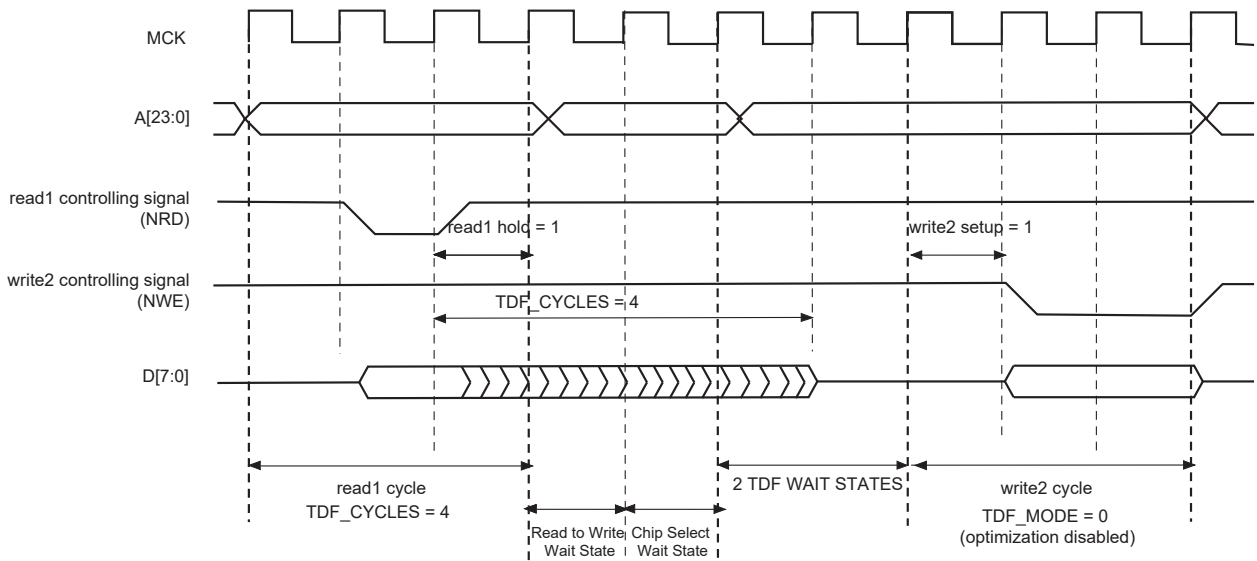 MCK
A[23:0]
read1 controlling signal
(NRD)
read1 hold = 1
write2 setup = 1
write2 controlling signal
(NWE)
TDF_CYCLES = 4
D[7:0]
read1 cycle
TDF_CYCLES = 4
2 TDF WAIT STATES
write2 cycle
TDF_MODE = 0
(optimization disabled)
Read to Write
Wait State
Chip Select
Wait State